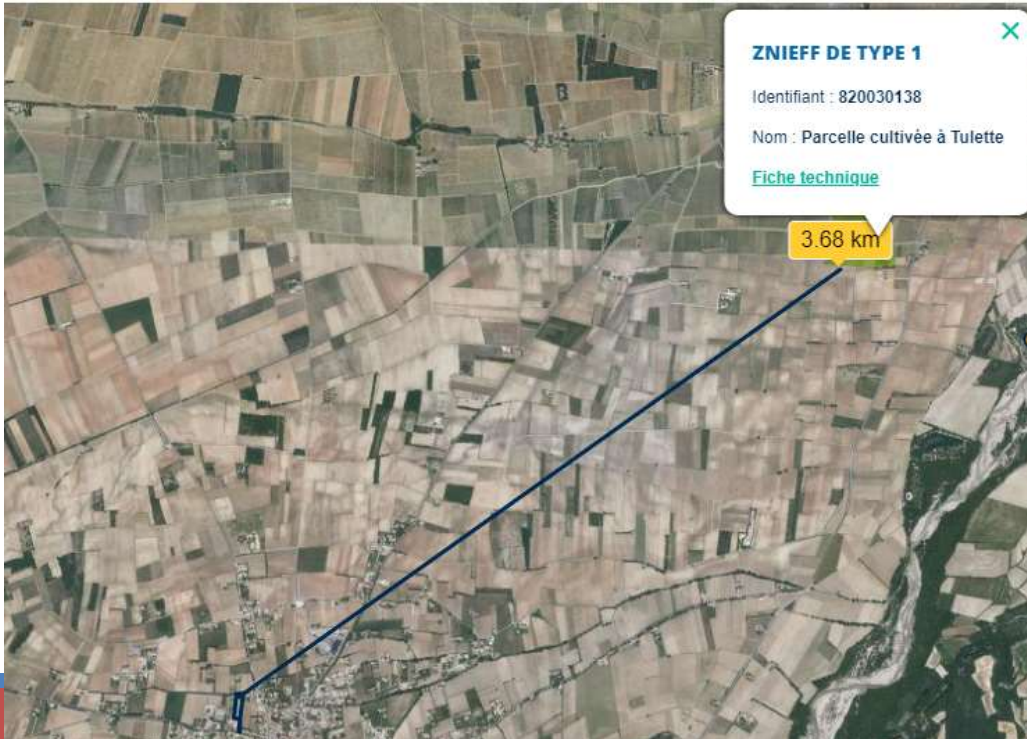 ZNIEFF DE TYPE 1
Identifiant : 820030138
Nom : Parcelle cultivée à Tulette
Fiche technique
3.68 km